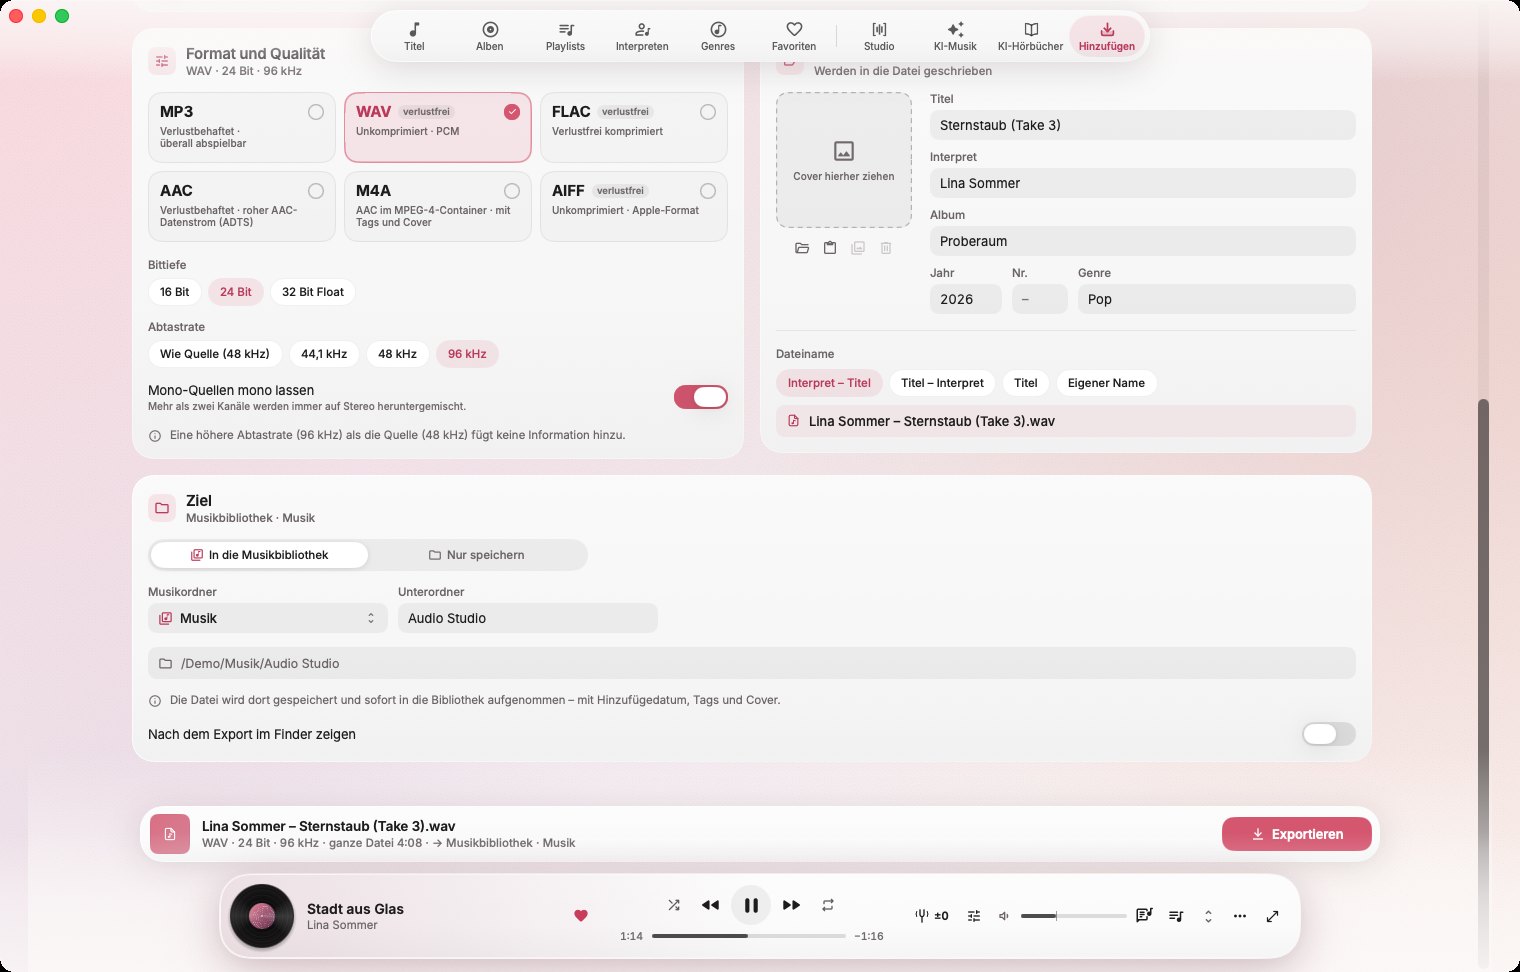 Titel
Alben
Playlists
Interpreten
Genres
Favoriten
Studio
KI-Musik
KI-Hörbücher
Hinzufügen
Format und Qualität
WAV · 24 Bit · 96 kHz
MP3
Verlustbehaftet ·
überall abspielbar
WAV verlustfrei
Unkomprimiert · PCM
FLAC verlustfrei
Verlustfrei komprimiert
AAC
Verlustbehaftet · roher AAC-
Datenstrom (ADTS)
M4A
AAC im MPEG-4-Container · mit
Tags und Cover
AIFF verlustfrei
Unkomprimiert · Apple-Format
Bittiefe
16 Bit
24 Bit
32 Bit Float
Abtastrate
Wie Quelle (48 kHz)
44,1 kHz
48 kHz
96 kHz
Mono-Quellen mono lassen
Mehr als zwei Kanäle werden immer auf Stereo heruntergemischt.
Eine höhere Abtastrate (96 kHz) als die Quelle (48 kHz) fügt keine Information hinzu.
Werden in die Datei geschrieben
Cover hierher ziehen
Titel
Sternstaub (Take 3)
Interpret
Lina Sommer
Album
Proberaum
Jahr
Nr.
Genre
2026
–
Pop
Dateiname
Interpret – Titel
Titel – Interpret
Titel
Eigener Name
Lina Sommer – Sternstaub (Take 3).wav
Ziel
Musikbibliothek · Musik
In die Musikbibliothek
Nur speichern
Musikordner
Unterordner
Musik
Audio Studio
/Demo/Musik/Audio Studio
Die Datei wird dort gespeichert und sofort in die Bibliothek aufgenommen – mit Hinzufügedatum, Tags und Cover.
Nach dem Export im Finder zeigen
Lina Sommer – Sternstaub (Take 3).wav
WAV · 24 Bit · 96 kHz · ganze Datei 4:08 · → Musikbibliothek · Musik
Exportieren
Stadt aus Glas
Lina Sommer
1:14
−1:16
±0